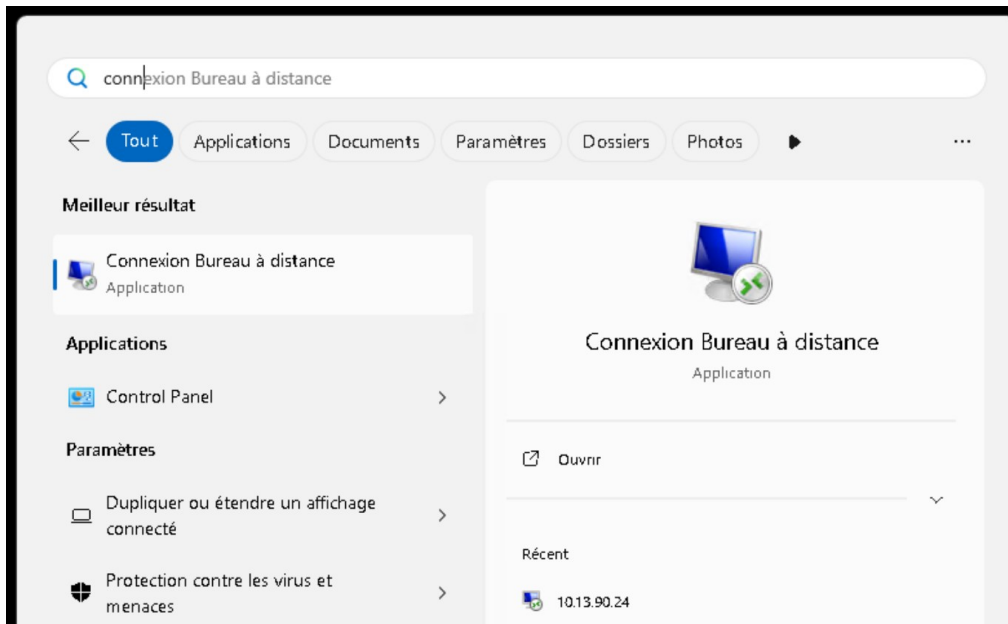 connexion Bureau à distance
Tout Applications Documents Paramètres Dossiers Photos ...
Meilleur résultat
Connexion Bureau à distance
Application
Applications
Control Panel
Paramètres
Dupliquer ou étendre un affichage
connecté
Protection contre les virus et
menaces
Connexion Bureau à distance
Application
Ouvrir
Récent
10.13.90.24